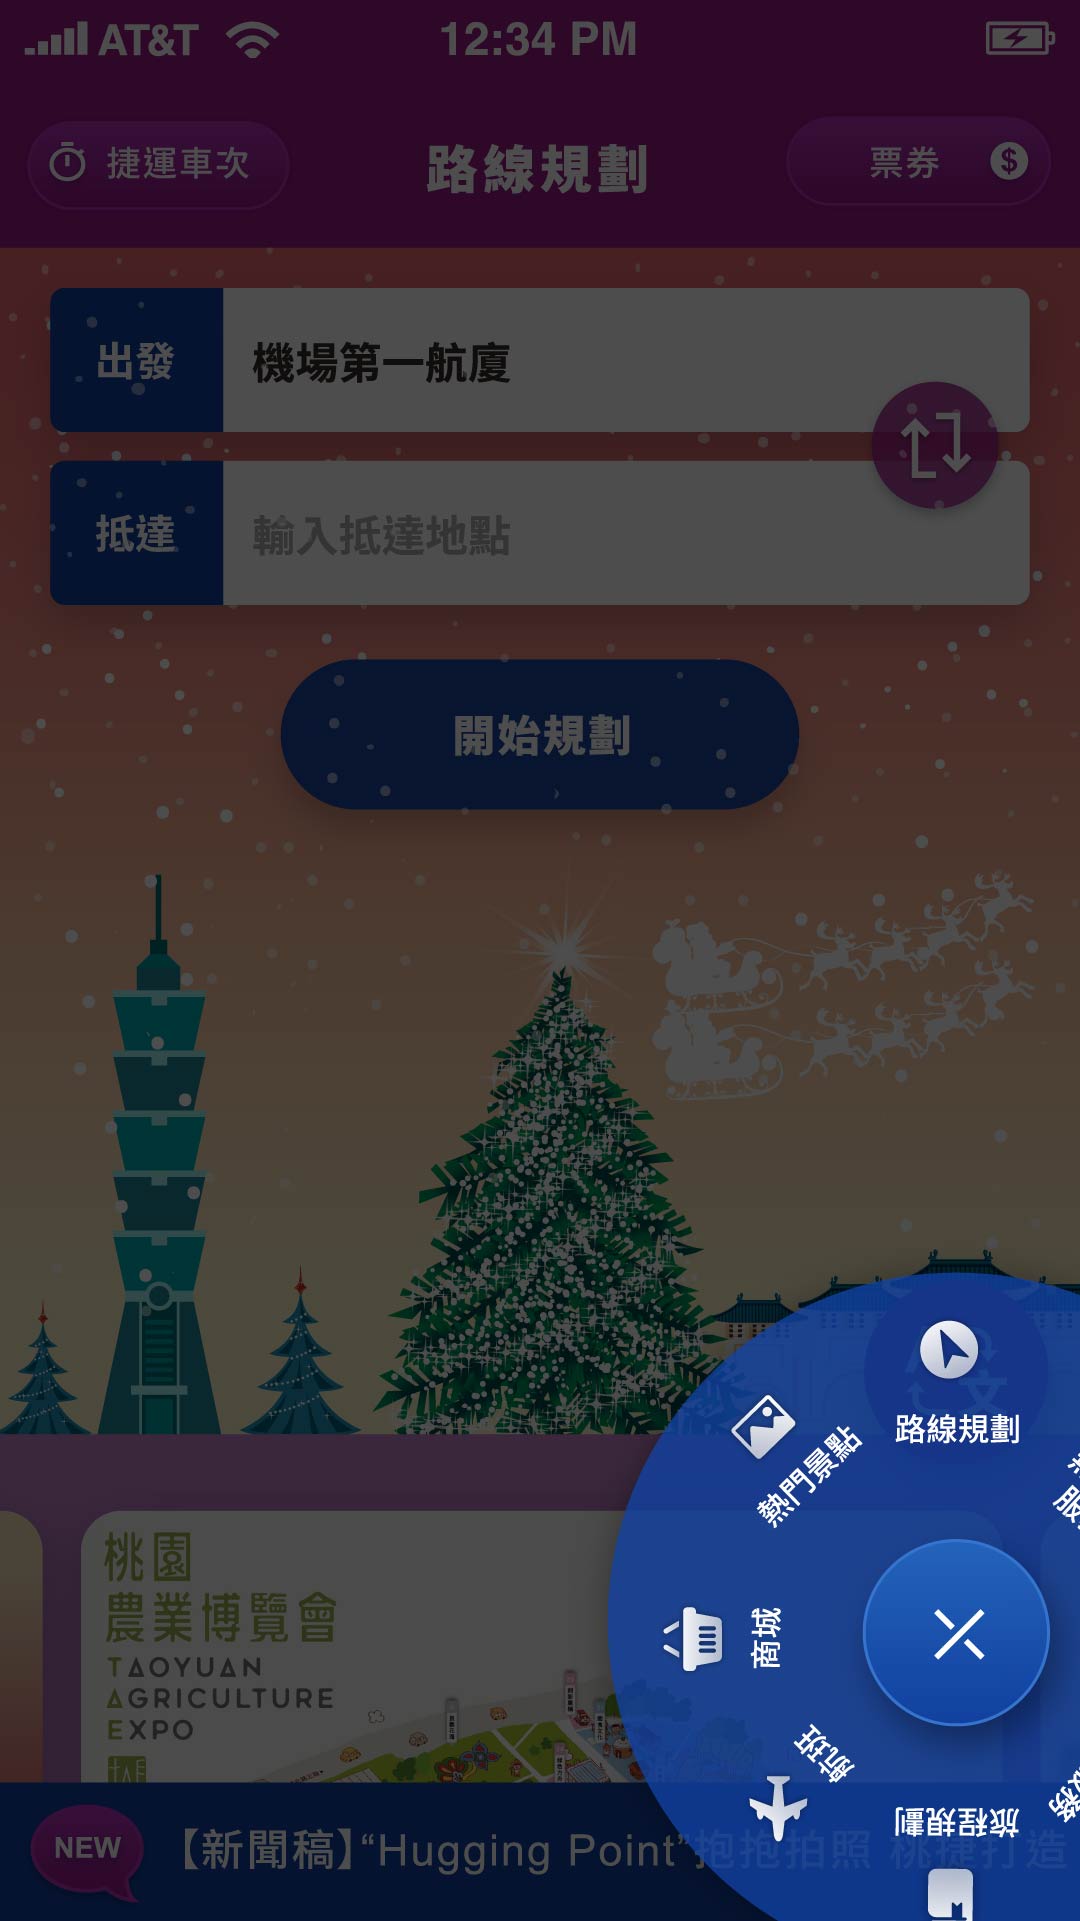 AT&T 12:34 PM
捷運車次
路線規劃
票券
出發
機場第一航廈
抵達
輸入抵達地點
開始規劃
路線規劃
熱門景點
商城
航班
旅程規劃
桃園
農業博覽會
TAOYUAN
AGRICULTURE
EXPO
NEW
【新聞稿】“Hugging Point”抱抱拍照 桃捷打造